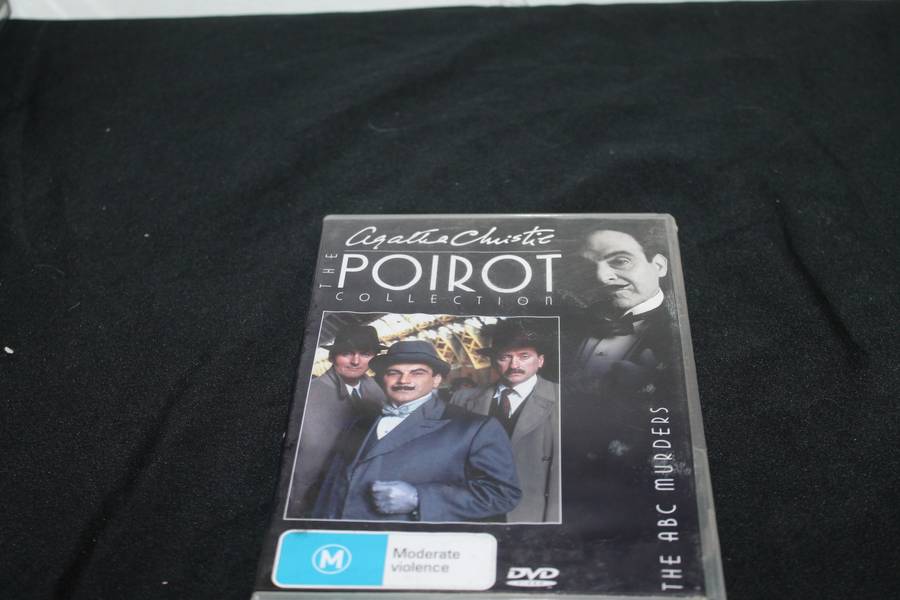 Agatha Christie
THE
POIROT
COLLECTION
THE ABC MURDERS
M
Moderate
violence
DVD